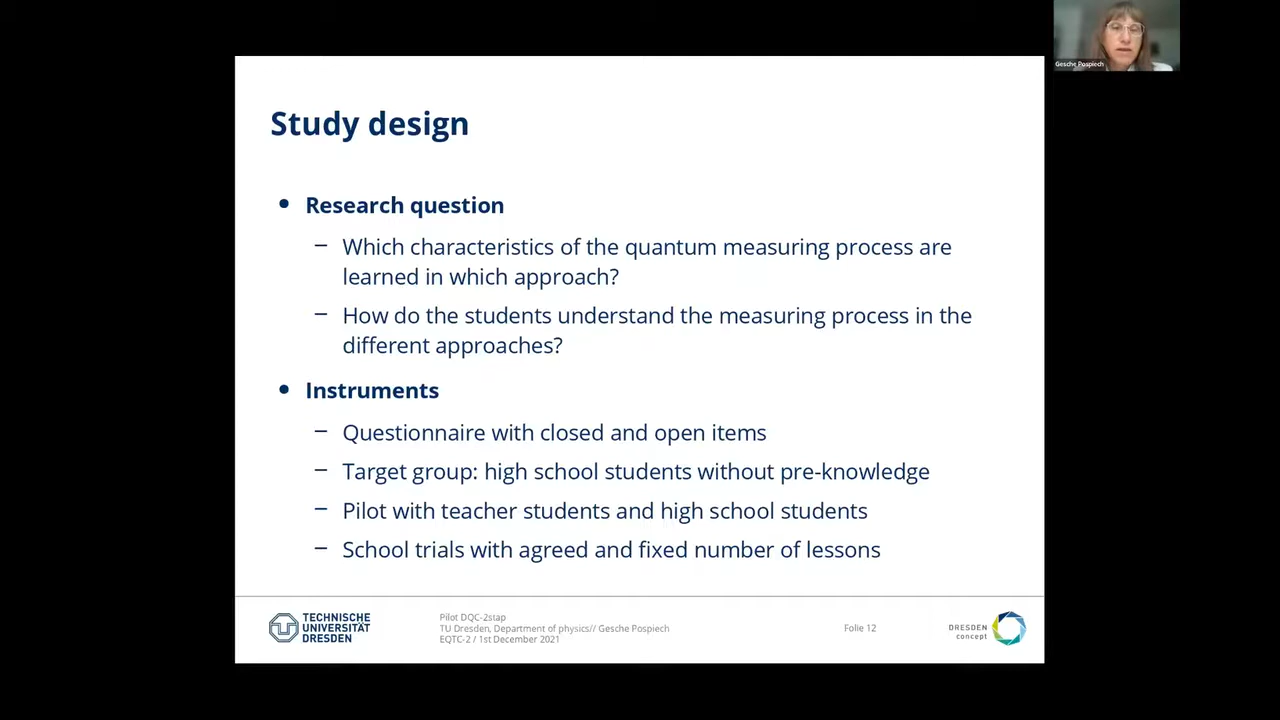 Gesche Pospiech
Study design
• Research question
– Which characteristics of the quantum measuring process are
learned in which approach?
– How do the students understand the measuring process in the
different approaches?
• Instruments
– Questionnaire with closed and open items
– Target group: high school students without pre-knowledge
– Pilot with teacher students and high school students
– School trials with agreed and fixed number of lessons
TECHNISCHE
UNIVERSITÄT
DRESDEN
Pilot DQC-2stap
TU Dresden, Department of physics// Gesche Pospiech
EQTC-2 / 1st December 2021
Folie 12
DRESDEN
concept